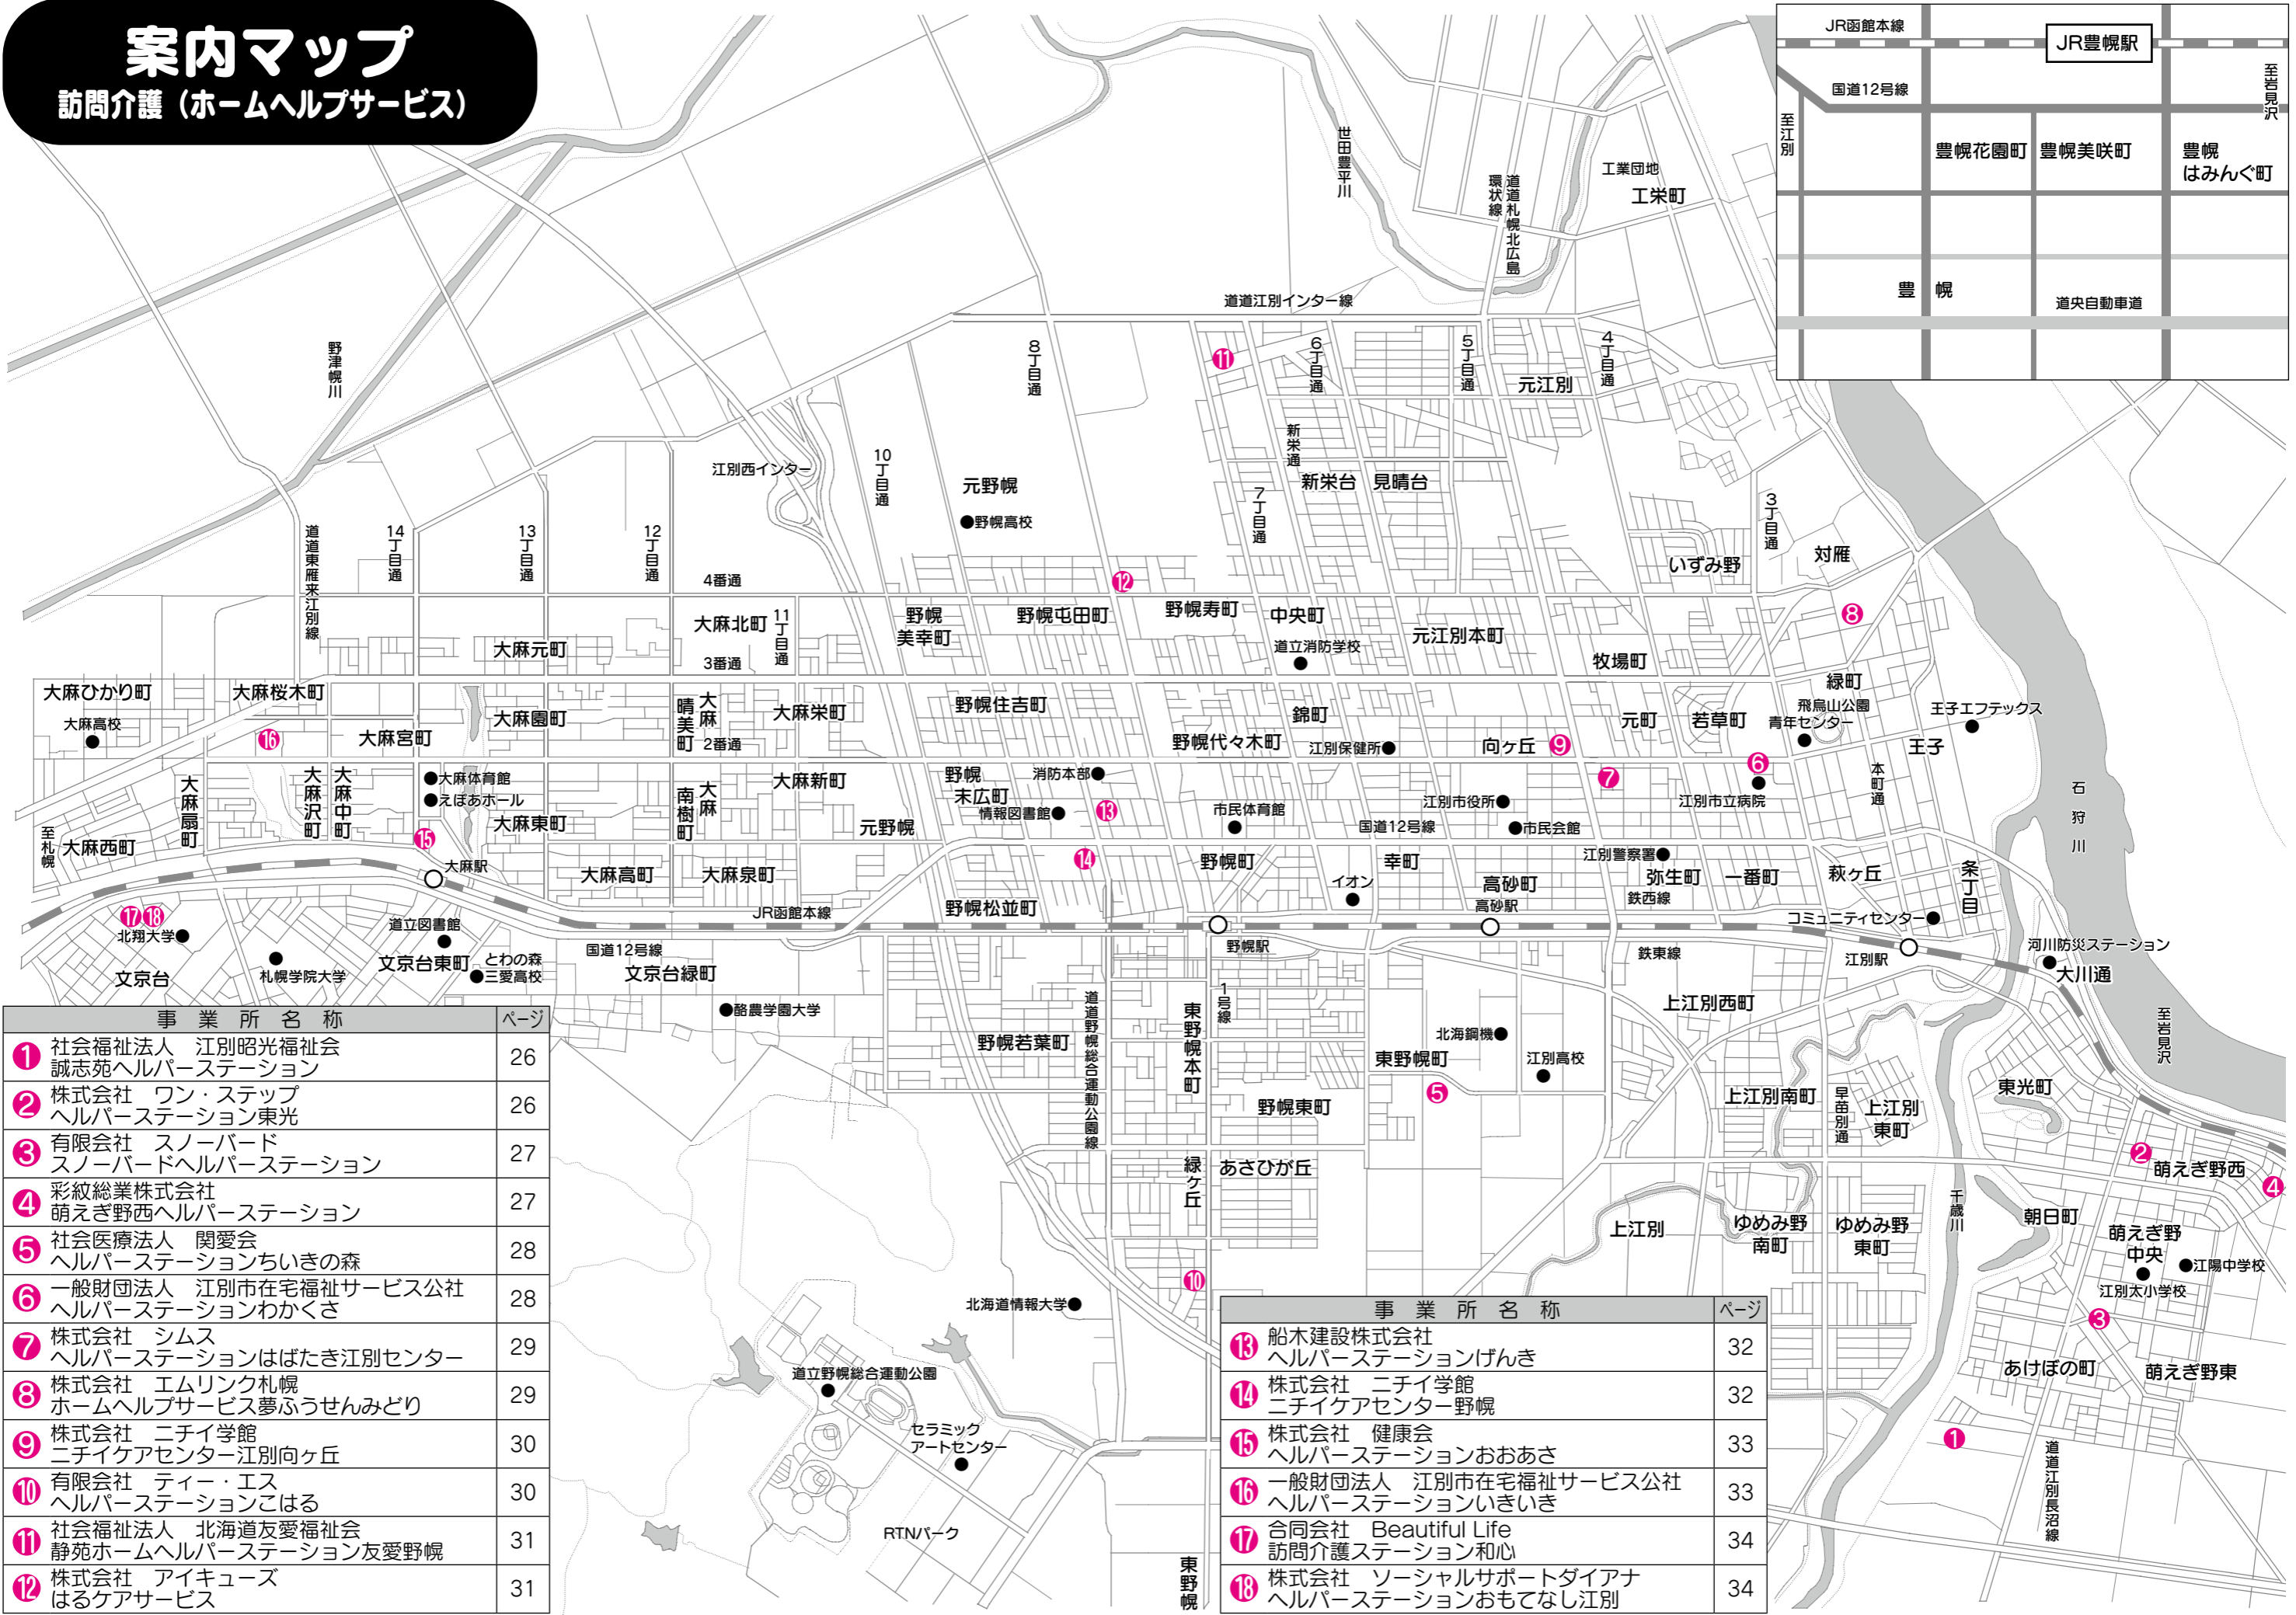 案内マップ
訪問介護（ホームヘルプサービス）
JR函館本線
JR豊幌駅
国道12号線
至岩見沢
至江別
豊幌花園町
豊幌美咲町
豊幌
はみんぐ町
豊幌
道央自動車道
世田豊平川
道道札幌北広島
環状線
工業団地
工栄町
道道江別インター線
野津幌川
8丁目通
⑪
6丁目通
5丁目通
4丁目通
元江別
新栄通
江別西インター
10丁目通
元野幌
●野幌高校
新栄台
見晴台
7丁目通
3丁目通
道道東雁来江別線
14丁目通
13丁目通
12丁目通
4番通
⑫
いずみ野
対雁
大麻北町
11丁目通
野幌
美幸町
野幌屯田町
野幌寿町
中央町
⑧
大麻元町
3番通
道立消防学校
元江別本町
牧場町
大麻ひかり町
大麻桜木町
緑町
大麻高校
大麻園町
大麻
晴美町
大麻栄町
野幌住吉町
錦町
元町
若草町
飛鳥山公園
青年センター
王子エフテックス
⑯
大麻宮町
2番通
野幌代々木町
江別保健所●
向ヶ丘
⑨
王子
大麻扇町
大麻沢町
大麻中町
●大麻体育館
●えぽあホール
大麻
南樹町
大麻新町
野幌
末広町
消防本部●
情報図書館●
⑬
市民体育館
江別市役所●
⑦
⑥
江別市立病院
本町通
石狩川
至札幌
大麻西町
⑮
大麻東町
元野幌
国道12号線
●市民会館
大麻駅
大麻高町
大麻泉町
⑭
野幌町
幸町
江別警察署●
弥生町
一番町
萩ヶ丘
条丁目
イオン
高砂町
高砂駅
鉄西線
JR函館本線
野幌松並町
コミュニティセンター●
⑰⑱
北翔大学●
道立図書館
国道12号線
野幌駅
鉄東線
江別駅
河川防災ステーション
大川通
文京台
札幌学院大学
文京台東町
とわの森
●三愛高校
文京台緑町
●酪農学園大学
上江別西町
道道野幌総合運動公園線
野幌若葉町
東野幌本町
1号線
北海鋼機●
東野幌町
江別高校
⑤
至岩見沢
東光町
野幌東町
上江別南町
早苗別通
上江別
東町
緑ヶ丘
あさひが丘
②
萌えぎ野西
④
上江別
ゆめみ野
南町
ゆめみ野
東町
千歳川
朝日町
萌えぎ野
中央
●江陽中学校
江別太小学校
⑩
北海道情報大学●
③
あけぼの町
萌えぎ野東
道立野幌総合運動公園
セラミック
アートセンター
①
道道江別長沼線
RTNパーク
東野幌
事業所名称 ページ
① 社会福祉法人　江別昭光福祉会
誠志苑ヘルパーステーション 26
② 株式会社　ワン・ステップ
ヘルパーステーション東光 26
③ 有限会社　スノーバード
スノーバードヘルパーステーション 27
④ 彩紋総業株式会社
萌えぎ野西ヘルパーステーション 27
⑤ 社会医療法人　関愛会
ヘルパーステーションちいきの森 28
⑥ 一般財団法人　江別市在宅福祉サービス公社
ヘルパーステーションわかくさ 28
⑦ 株式会社　シムス
ヘルパーステーションはばたき江別センター 29
⑧ 株式会社　エムリンク札幌
ホームヘルプサービス夢ふうせんみどり 29
⑨ 株式会社　ニチイ学館
ニチイケアセンター江別向ヶ丘 30
⑩ 有限会社　ティー・エス
ヘルパーステーションこはる 30
⑪ 社会福祉法人　北海道友愛福祉会
静苑ホームヘルパーステーション友愛野幌 31
⑫ 株式会社　アイキューズ
はるケアサービス 31
事業所名称 ページ
⑬ 船木建設株式会社
ヘルパーステーションげんき 32
⑭ 株式会社　ニチイ学館
ニチイケアセンター野幌 32
⑮ 株式会社　健康会
ヘルパーステーションおおあさ 33
⑯ 一般財団法人　江別市在宅福祉サービス公社
ヘルパーステーションいきいき 33
⑰ 合同会社　Beautiful Life
訪問介護ステーション和心 34
⑱ 株式会社　ソーシャルサポートダイアナ
ヘルパーステーションおもてなし江別 34